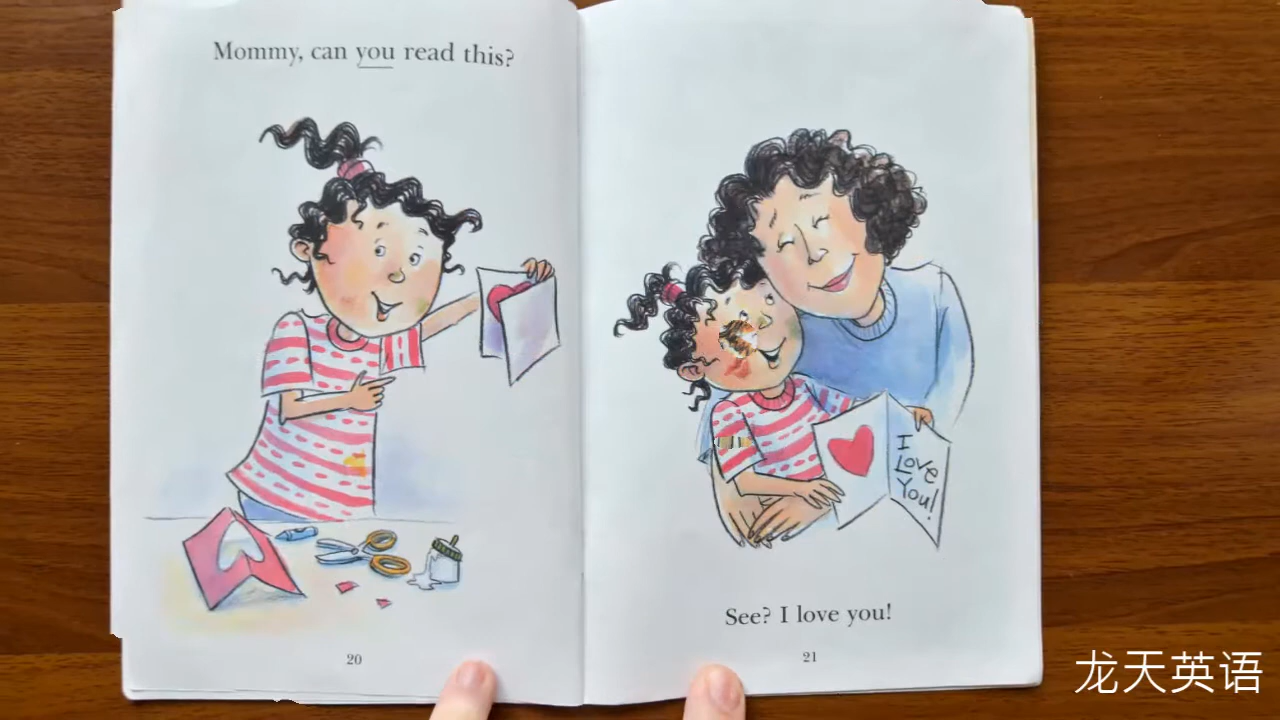 Mommy, can you read this?
I
Love
You!
See? I love you!
20
21
龙天英语